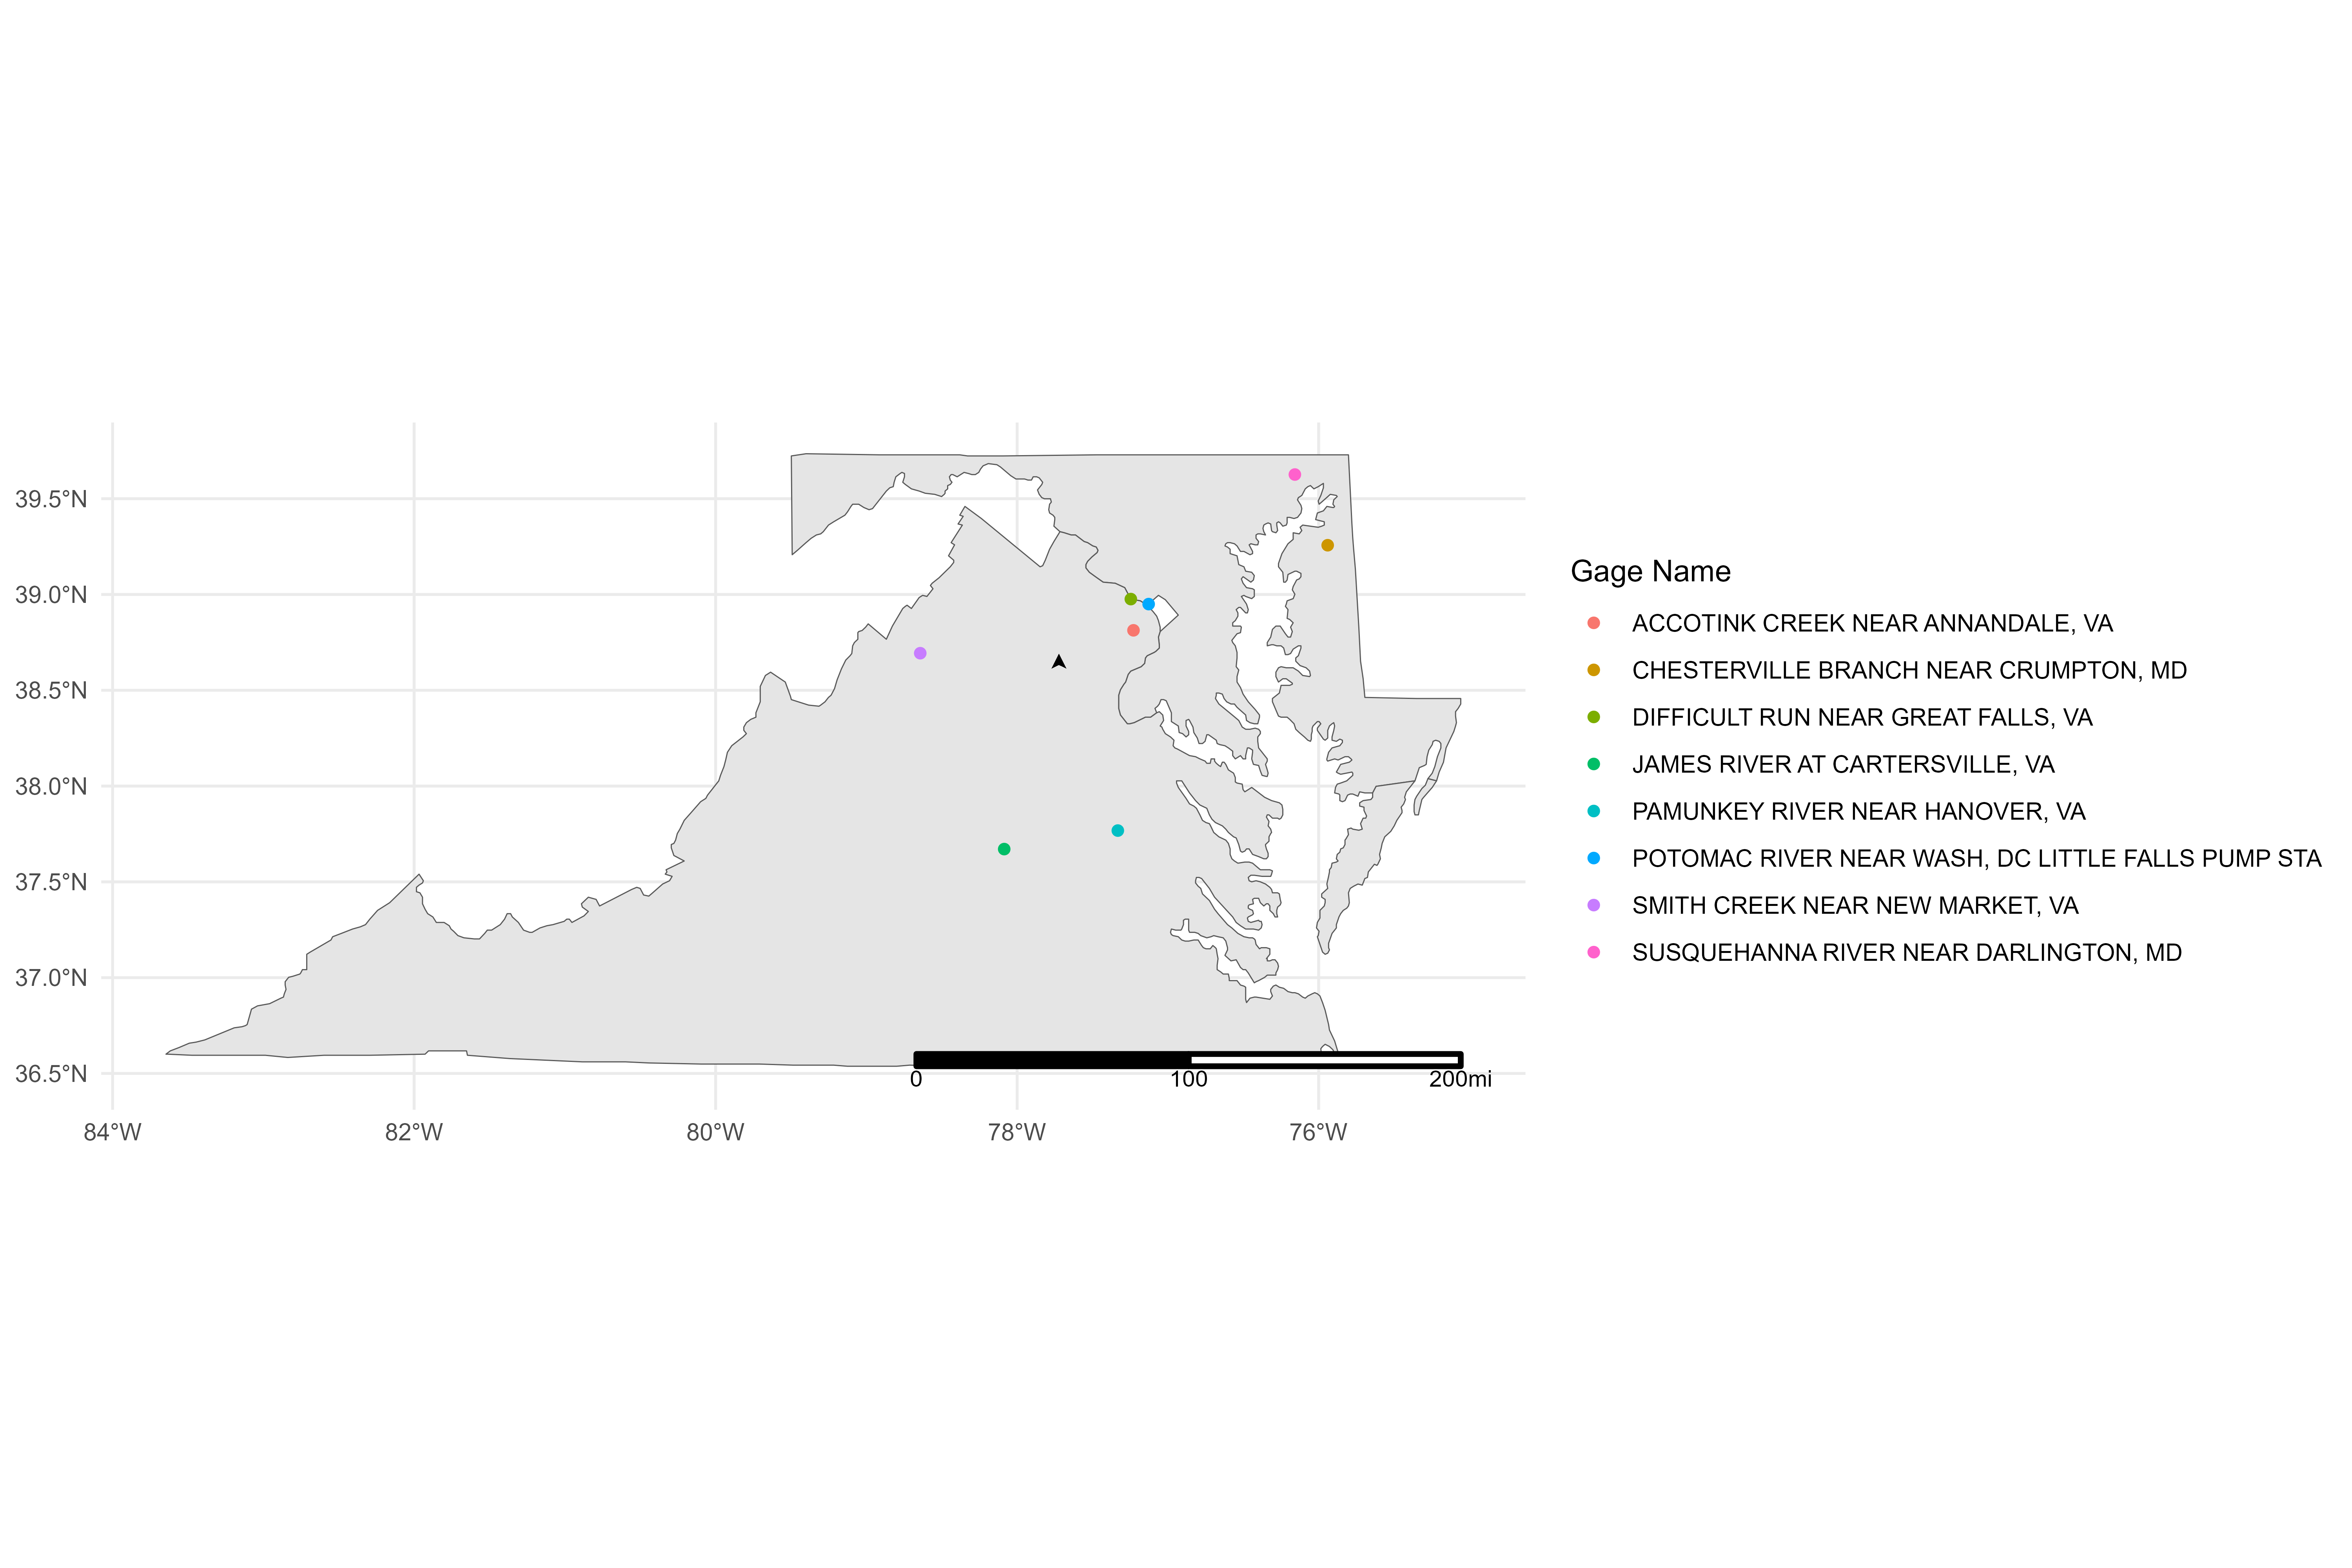 39.5°N
39.0°N
38.5°N
38.0°N
37.5°N
37.0°N
36.5°N
0 100 200mi
84°W 82°W 80°W 78°W 76°W
Gage Name
ACCOTINK CREEK NEAR ANNANDALE, VA
CHESTERVILLE BRANCH NEAR CRUMPTON, MD
DIFFICULT RUN NEAR GREAT FALLS, VA
JAMES RIVER AT CARTERSVILLE, VA
PAMUNKEY RIVER NEAR HANOVER, VA
POTOMAC RIVER NEAR WASH, DC LITTLE FALLS PUMP STA
SMITH CREEK NEAR NEW MARKET, VA
SUSQUEHANNA RIVER NEAR DARLINGTON, MD